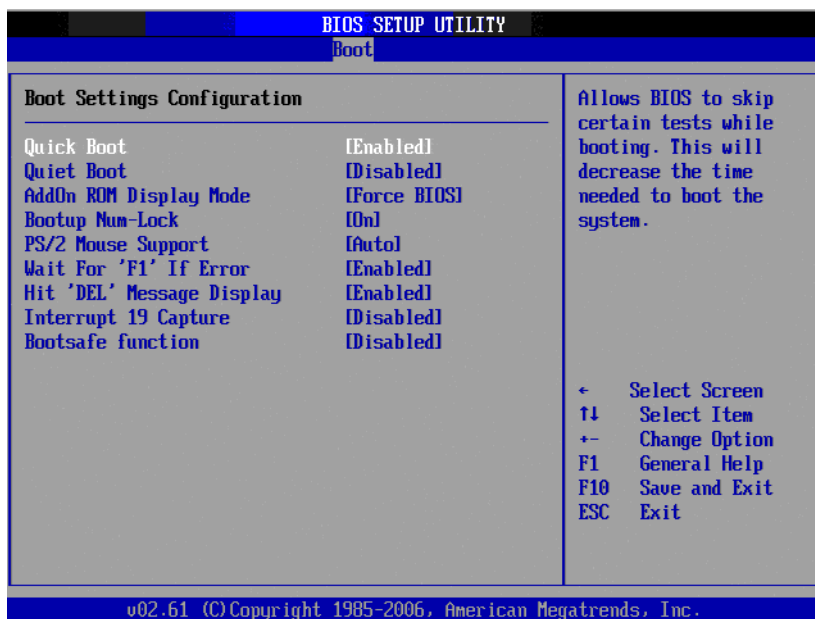 BIOS SETUP UTILITY
Boot
Boot Settings Configuration
Quick Boot [Enabled]
Quiet Boot [Disabled]
AddOn ROM Display Mode [Force BIOS]
Bootup Num-Lock [On]
PS/2 Mouse Support [Auto]
Wait For 'F1' If Error [Enabled]
Hit 'DEL' Message Display [Enabled]
Interrupt 19 Capture [Disabled]
Bootsafe function [Disabled]
Allows BIOS to skip
certain tests while
booting. This will
decrease the time
needed to boot the
system.
← Select Screen
↑↓ Select Item
+- Change Option
F1 General Help
F10 Save and Exit
ESC Exit
v02.61 (C)Copyright 1985-2006, American Megatrends, Inc.